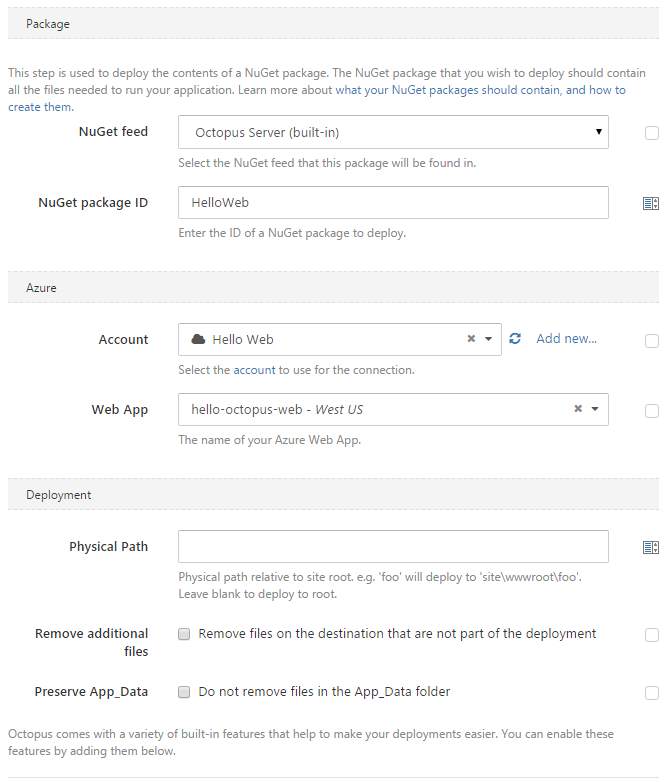 Package
This step is used to deploy the contents of a NuGet package. The NuGet package that you wish to deploy should contain
all the files needed to run your application. Learn more about what your NuGet packages should contain, and how to
create them.
NuGet feed
Octopus Server (built-in)
Select the NuGet feed that this package will be found in.
NuGet package ID
HelloWeb
Enter the ID of a NuGet package to deploy.
Azure
Account
Hello Web
Add new...
Select the account to use for the connection.
Web App
hello-octopus-web - West US
The name of your Azure Web App.
Deployment
Physical Path
Physical path relative to site root. e.g. 'foo' will deploy to 'site\wwwroot\foo'.
Leave blank to deploy to root.
Remove additional
files
Remove files on the destination that are not part of the deployment
Preserve App_Data
Do not remove files in the App_Data folder
Octopus comes with a variety of built-in features that help to make your deployments easier. You can enable these
features by adding them below.